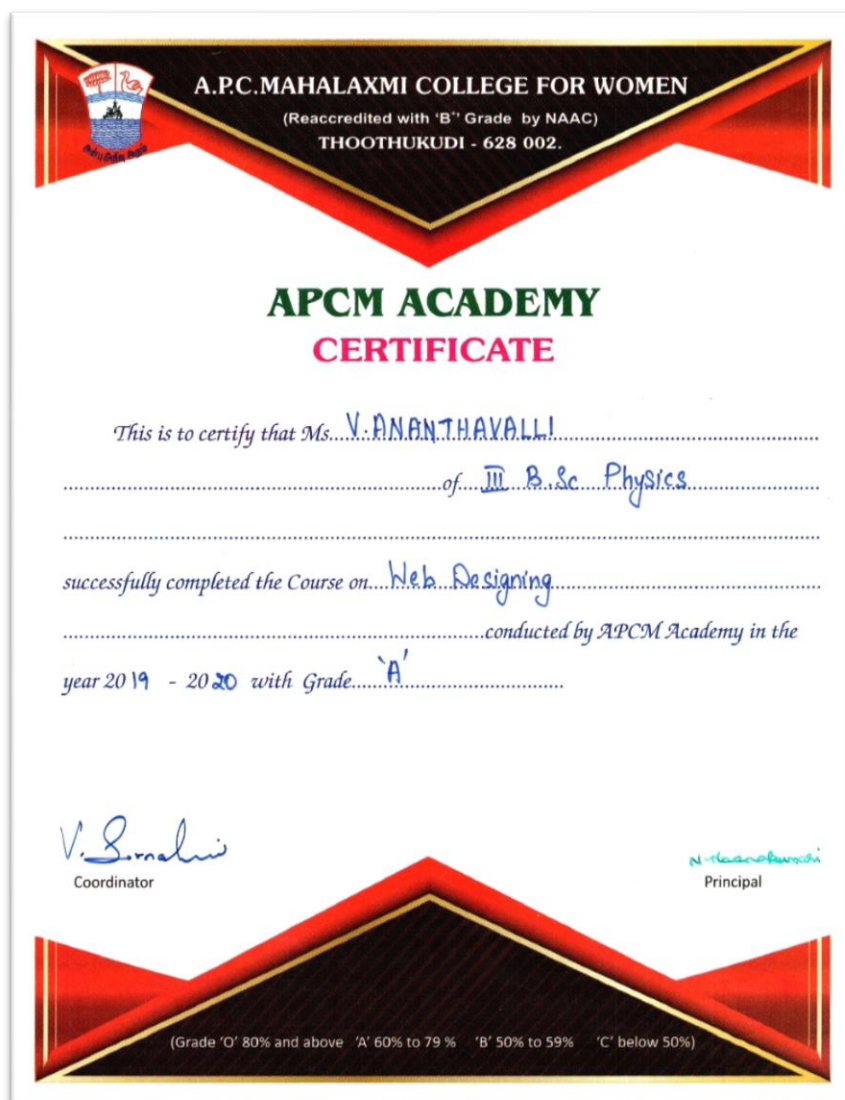 A.P.C.MAHALAXMI COLLEGE FOR WOMEN
(Reaccredited with 'B+' Grade by NAAC)
THOOTHUKUDI - 628 002.
APCM ACADEMY
CERTIFICATE
This is to certify that Ms. V. ANANTHAVALLI
of III B.Sc Physics
successfully completed the Course on Web Designing
conducted by APCM Academy in the
year 2019 - 2020 with Grade 'A'
Coordinator
Principal
(Grade 'O' 80% and above 'A' 60% to 79 % 'B' 50% to 59% 'C' below 50%)